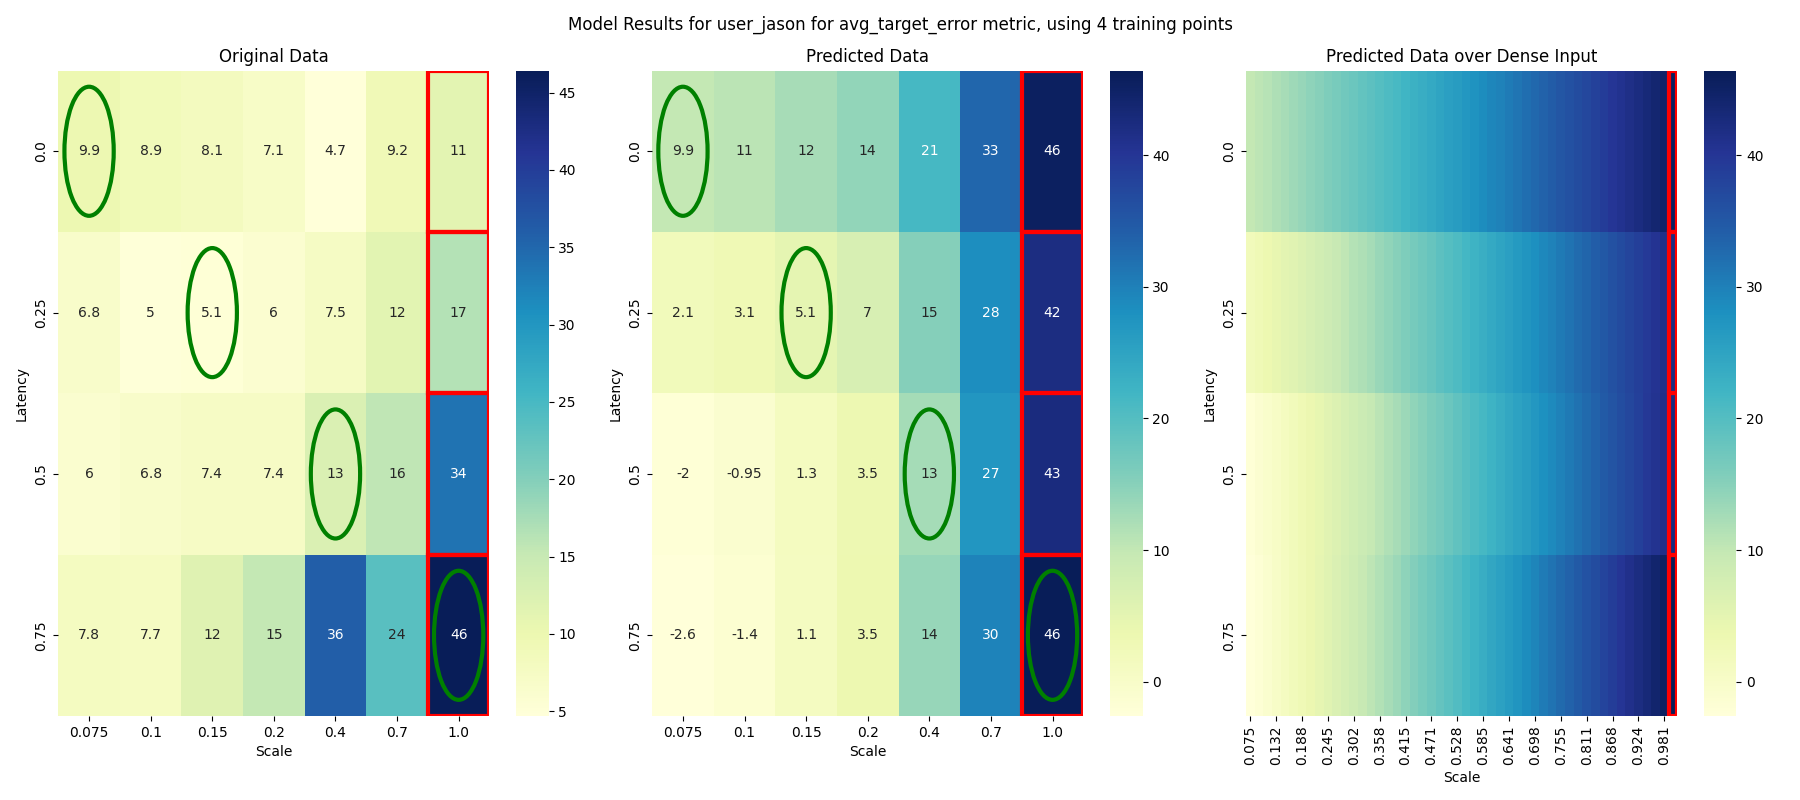 Model Results for user_jason for avg_target_error metric, using 4 training points
Original Data
0.0 9.9 8.9 8.1 7.1 4.7 9.2 11
0.25 6.8 5 5.1 6 7.5 12 17
0.5 6 6.8 7.4 7.4 13 16 34
0.75 7.8 7.7 12 15 36 24 46
Latency
0.075 0.1 0.15 0.2 0.4 0.7 1.0
Scale
45
40
35
30
25
20
15
10
5
Predicted Data
0.0 9.9 11 12 14 21 33 46
0.25 2.1 3.1 5.1 7 15 28 42
0.5 -2 -0.95 1.3 3.5 13 27 43
0.75 -2.6 -1.4 1.1 3.5 14 30 46
Latency
0.075 0.1 0.15 0.2 0.4 0.7 1.0
Scale
40
30
20
10
0
Predicted Data over Dense Input
0.0
0.25
0.5
0.75
Latency
0.075 0.132 0.188 0.245 0.302 0.358 0.415 0.471 0.528 0.585 0.641 0.698 0.755 0.811 0.868 0.924 0.981
Scale
40
30
20
10
0